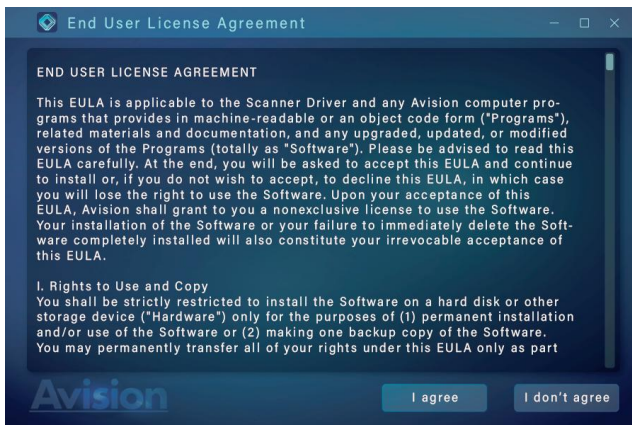 End User License Agreement
END USER LICENSE AGREEMENT
This EULA is applicable to the Scanner Driver and any Avision computer pro-
grams that provides in machine-readable or an object code form ("Programs"),
related materials and documentation, and any upgraded, updated, or modified
versions of the Programs (totally as "Software"). Please be advised to read this
EULA carefully. At the end, you will be asked to accept this EULA and continue
to install or, if you do not wish to accept, to decline this EULA, in which case
you will lose the right to use the Software. Upon your acceptance of this
EULA, Avision shall grant to you a nonexclusive license to use the Software.
Your installation of the Software or your failure to immediately delete the Soft-
ware completely installed will also constitute your irrevocable acceptance of
this EULA.
I. Rights to Use and Copy
You shall be strictly restricted to install the Software on a hard disk or other
storage device ("Hardware") only for the purposes of (1) permanent installation
and/or use of the Software or (2) making one backup copy of the Software.
You may permanently transfer all of your rights under this EULA only as part
Avision
I agree
I don't agree